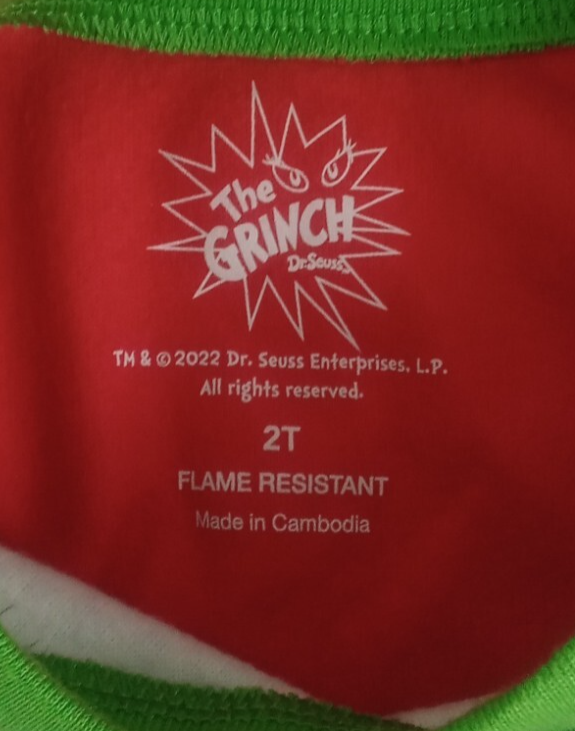 The
GRINCH
Dr. Seuss
TM & © 2022 Dr. Seuss Enterprises, L.P.
All rights reserved.
2T
FLAME RESISTANT
Made in Cambodia